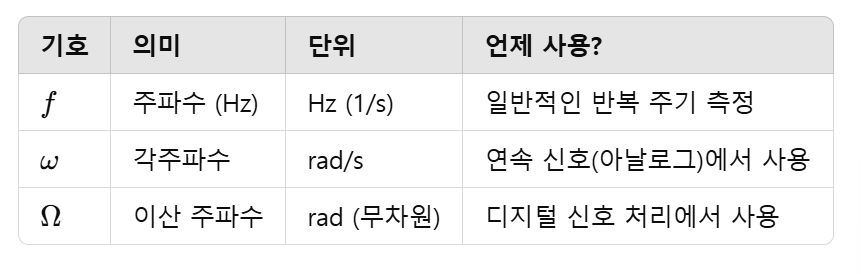 기호 의미 단위 언제 사용?
f 주파수 (Hz) Hz (1/s) 일반적인 반복 주기 측정
ω 각주파수 rad/s 연속 신호(아날로그)에서 사용
Ω 이산 주파수 rad (무차원) 디지털 신호 처리에서 사용